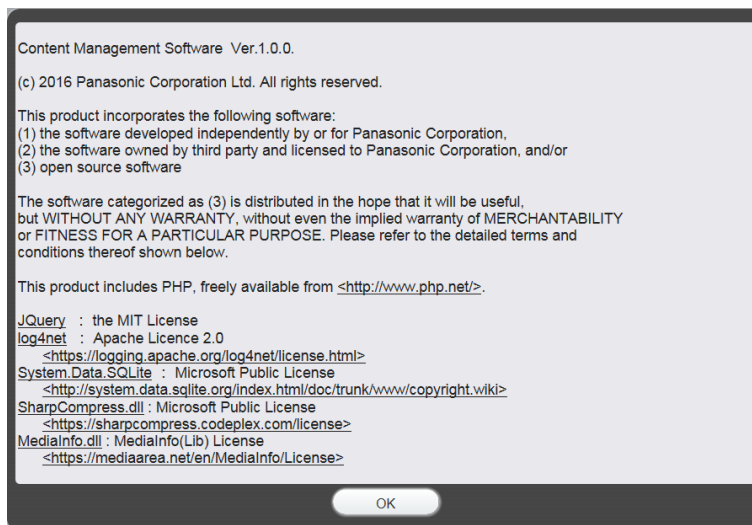 Content Management Software  Ver.1.0.0.
(c) 2016 Panasonic Corporation Ltd. All rights reserved.
This product incorporates the following software:
(1) the software developed independently by or for Panasonic Corporation,
(2) the software owned by third party and licensed to Panasonic Corporation, and/or
(3) open source software
The software categorized as (3) is distributed in the hope that it will be useful,
but WITHOUT ANY WARRANTY, without even the implied warranty of MERCHANTABILITY
or FITNESS FOR A PARTICULAR PURPOSE. Please refer to the detailed terms and
conditions thereof shown below.
This product includes PHP, freely available from <http://www.php.net/>.
JQuery  :  the MIT License
log4net  :  Apache Licence 2.0
<https://logging.apache.org/log4net/license.html>
System.Data.SQLite  :  Microsoft Public License
<http://system.data.sqlite.org/index.html/doc/trunk/www/copyright.wiki>
SharpCompress.dll : Microsoft Public License
<https://sharpcompress.codeplex.com/license>
MediaInfo.dll : MediaInfo(Lib) License
<https://mediaarea.net/en/MediaInfo/License>
OK